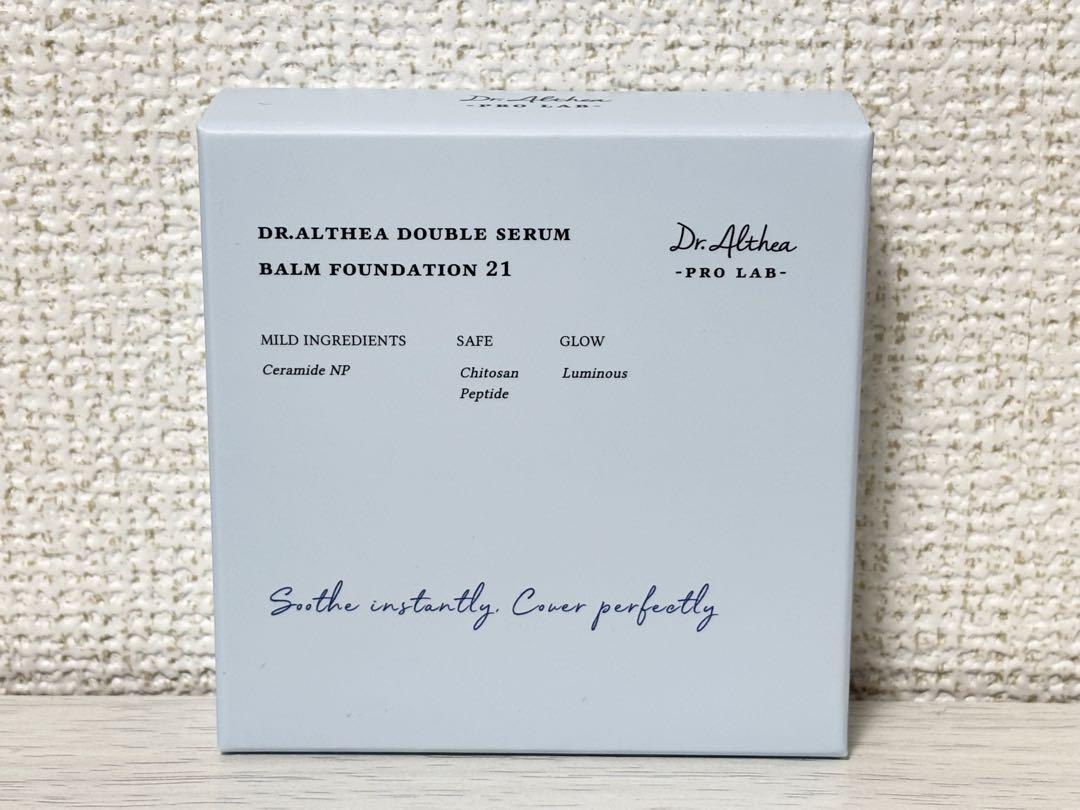 Dr. Althea
-PRO LAB-
DR.ALTHEA DOUBLE SERUM
BALM FOUNDATION 21
Dr. Althea
-PRO LAB-
MILD INGREDIENTS
Ceramide NP
SAFE
Chitosan
Peptide
GLOW
Luminous
Soothe instantly. Cover perfectly